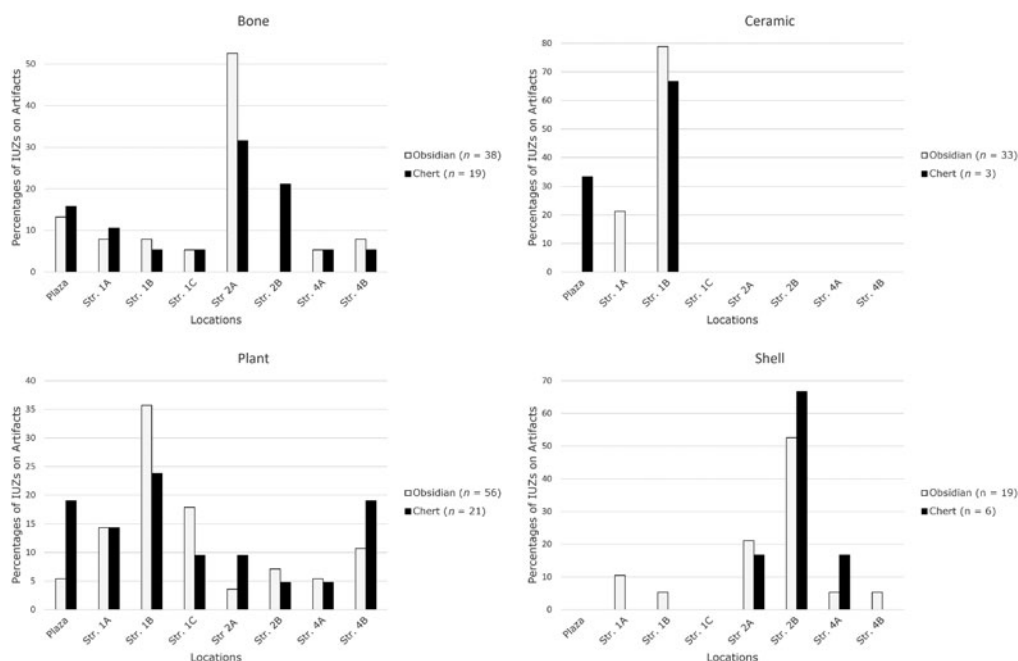 Bone
Percentages of IUZs on Artifacts
50
40
30
20
10
0
Plaza
Str. 1A
Str. 1B
Str. 1C
Str 2A
Str. 2B
Str. 4A
Str. 4B
Locations
Obsidian (n = 38)
Chert (n = 19)
Ceramic
Percentages of IUZs on Artifacts
80
70
60
50
40
30
20
10
0
Plaza
Str. 1A
Str. 1B
Str. 1C
Str. 2A
Str. 2B
Str. 4A
Str. 4B
Locations
Obsidian (n = 33)
Chert (n = 3)
Plant
Percentages of IUZs on Artifacts
40
35
30
25
20
15
10
5
0
Plaza
Str. 1A
Str. 1B
Str. 1C
Str 2A
Str. 2B
Str. 4A
Str. 4B
Locations
Obsidian (n = 56)
Chert (n = 21)
Shell
Percentages of IUZs on Artifacts
70
60
50
40
30
20
10
0
Plaza
Str. 1A
Str. 1B
Str. 1C
Str 2A
Str. 2B
Str. 4A
Str. 4B
Locations
Obsidian (n = 19)
Chert (n = 6)